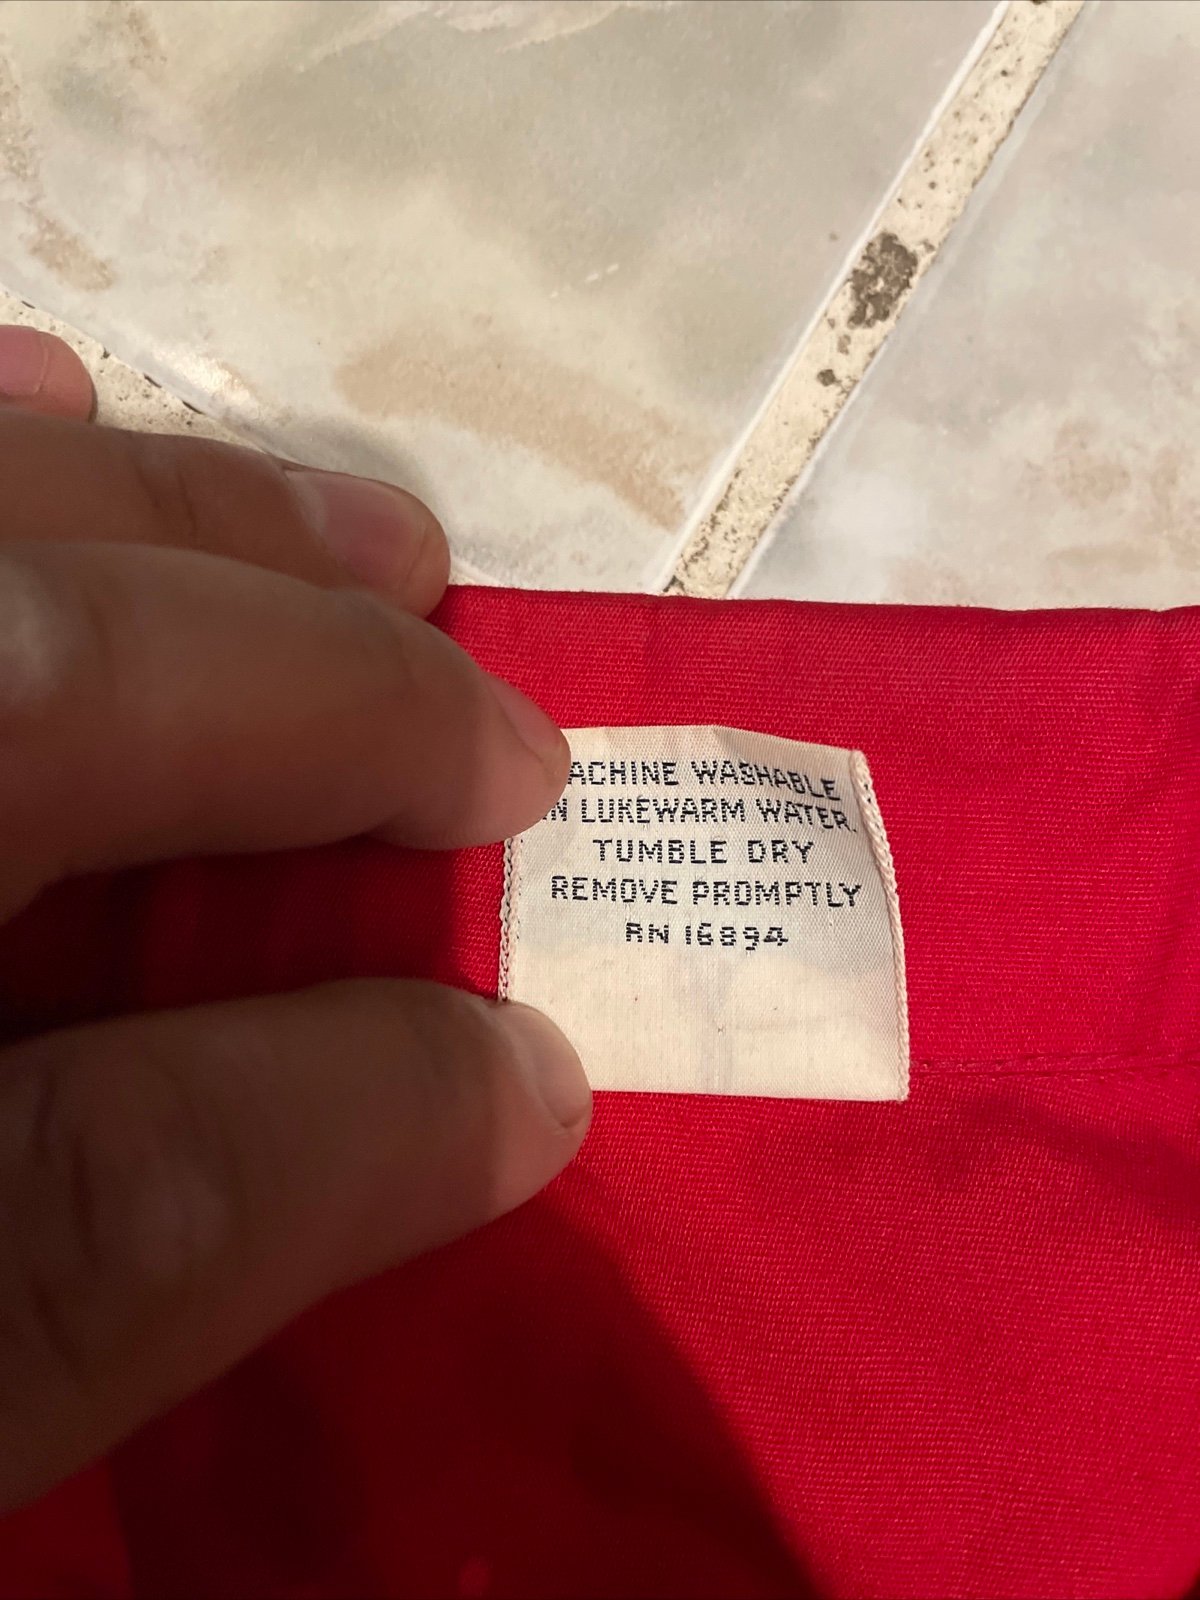 ACHINE WASHABLE
N LUKEWARM WATER.
TUMBLE DRY
REMOVE PROMPTLY
RN 16894